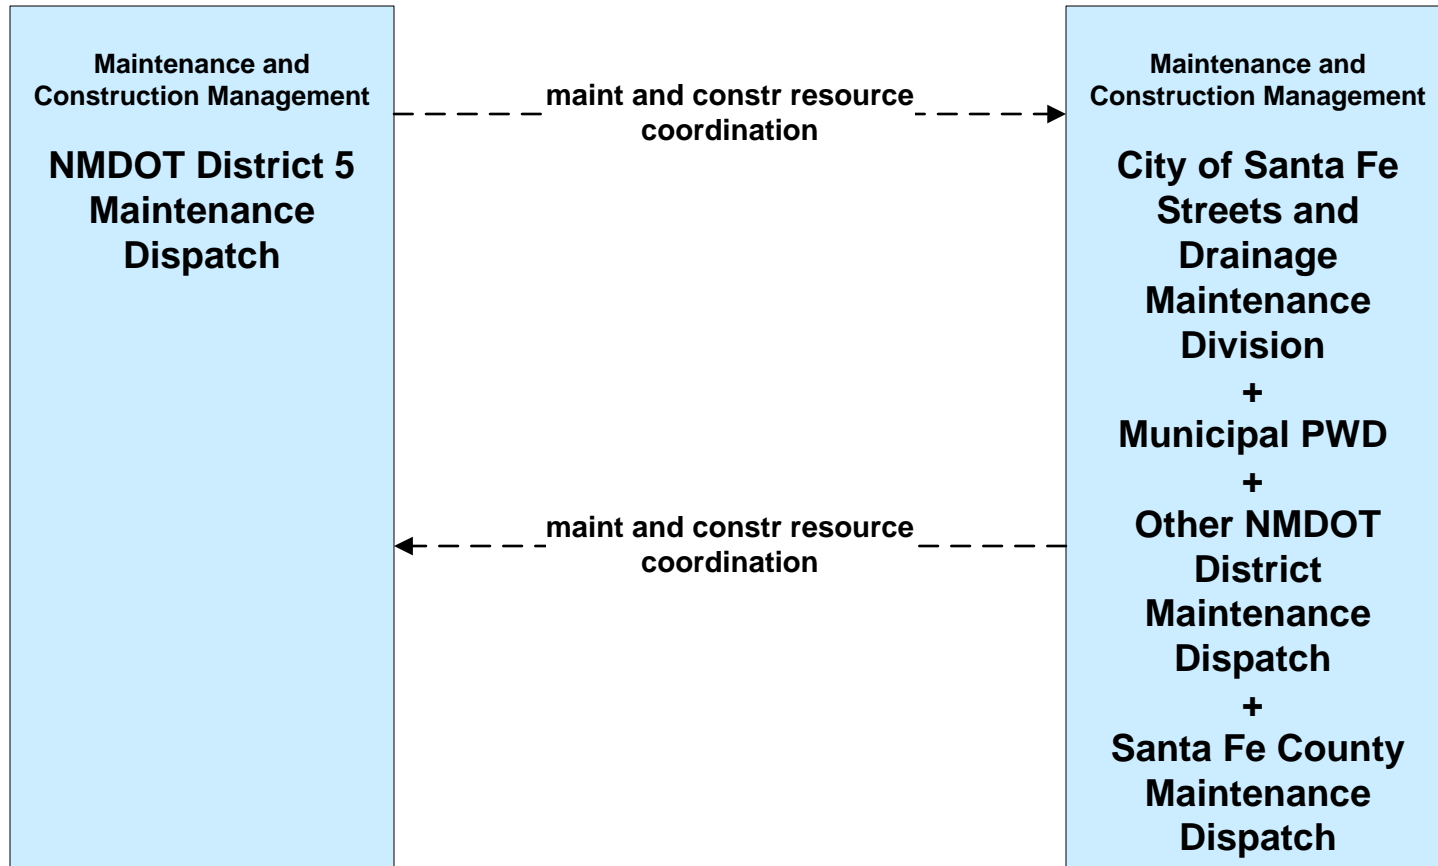 Maintenance and
Construction Management
NMDOT District 5
Maintenance
Dispatch
maint and constr resource
coordination
maint and constr resource
coordination
Maintenance and
Construction Management
City of Santa Fe
Streets and
Drainage
Maintenance
Division
+
Municipal PWD
+
Other NMDOT
District
Maintenance
Dispatch
+
Santa Fe County
Maintenance
Dispatch